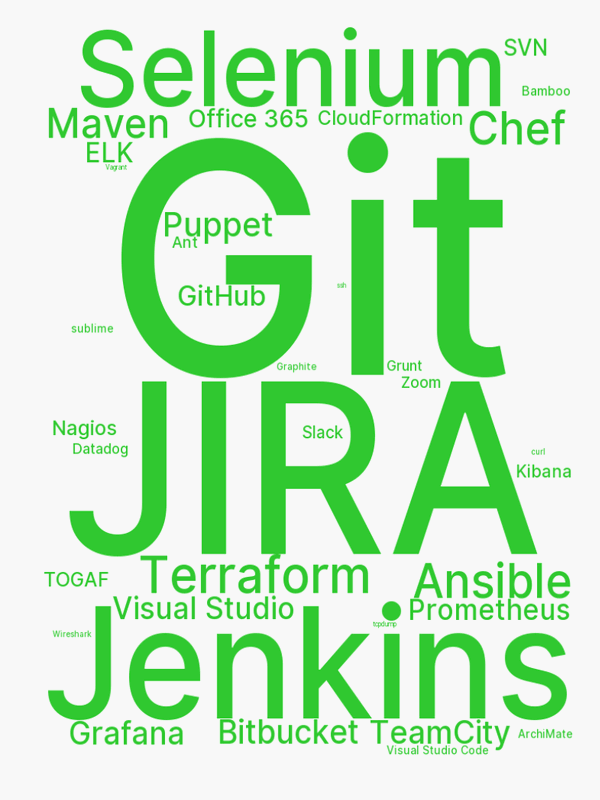 Selenium
SVN
Bamboo
Maven
Office 365
CloudFormation
Chef
ELK
Vagrant
Git
Puppet
Ant
GitHub
ssh
sublime
Graphite
Grunt
Zoom
JIRA
Nagios
Slack
Datadog
curl
Kibana
Terraform
TOGAF
Ansible
Visual Studio
Prometheus
tcpdump
Wireshark
Jenkins
Grafana
Bitbucket
TeamCity
ArchiMate
Visual Studio Code